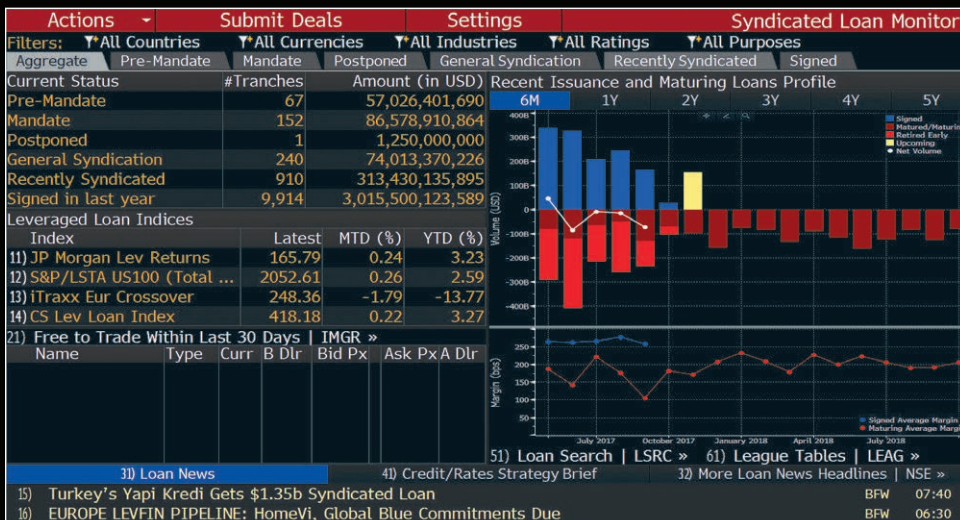 Actions Submit Deals Settings Syndicated Loan Monitor
Filters: All Countries All Currencies All Industries All Ratings All Purposes
Aggregate Pre-Mandate Mandate Postponed General Syndication Recently Syndicated Signed
Current Status #Tranches Amount (in USD)
Pre-Mandate 67 57,026,401,690
Mandate 152 86,578,910,864
Postponed 1 1,250,000,000
General Syndication 240 74,013,370,226
Recently Syndicated 910 313,430,135,895
Signed in last year 9,914 3,015,500,123,589
Leveraged Loan Indices
Index Latest MTD (%) YTD (%)
11) JP Morgan Lev Returns 165.79 0.24 3.23
12) S&P/LSTA US100 (Total ... 2052.61 0.26 2.59
13) iTraxx Eur Crossover 248.36 -1.79 -13.77
14) CS Lev Loan Index 418.18 0.22 3.27
21) Free to Trade Within Last 30 Days | IMGR »
Name Type Curr B Dlr Bid Px Ask Px A Dlr
Recent Issuance and Maturing Loans Profile
6M 1Y 2Y 3Y 4Y 5Y
Signed
Matured/Maturin
Retired Early
Upcoming
Net Volume
Volume (USD)
400B
300B
200B
100B
0
-100B
-200B
-300B
-400B
Margin (bps)
250
200
150
100
50
Signed Average Margin
Maturing Average Margin
July 2017 October 2017 January 2018 April 2018 July 2018
51) Loan Search | LSRC » 61) League Tables | LEAG »
31) Loan News 41) Credit/Rates Strategy Brief 32) More Loan News Headlines | NSE »
15) Turkey's Yapi Kredi Gets $1.35b Syndicated Loan BFW 07:40
16) EUROPE LEVFIN PIPELINE: HomeVi, Global Blue Commitments Due BFW 06:30